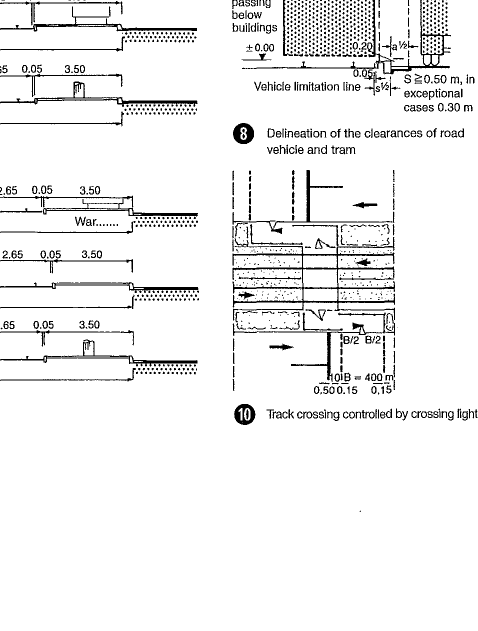 passing
below
buildings
± 0.00
0.20
a ½
0.05
Vehicle limitation line
s½
S ≧ 0.50 m, in
exceptional
cases 0.30 m
8 Delineation of the clearances of road
vehicle and tram
65 0.05 3.50
2.65 0.05 3.50
War.......
2.65 0.05 3.50
.65 0.05 3.50
B/2 B/2
10 B = 400 m
0.50 0.15 0,15
10 Track crossing controlled by crossing light